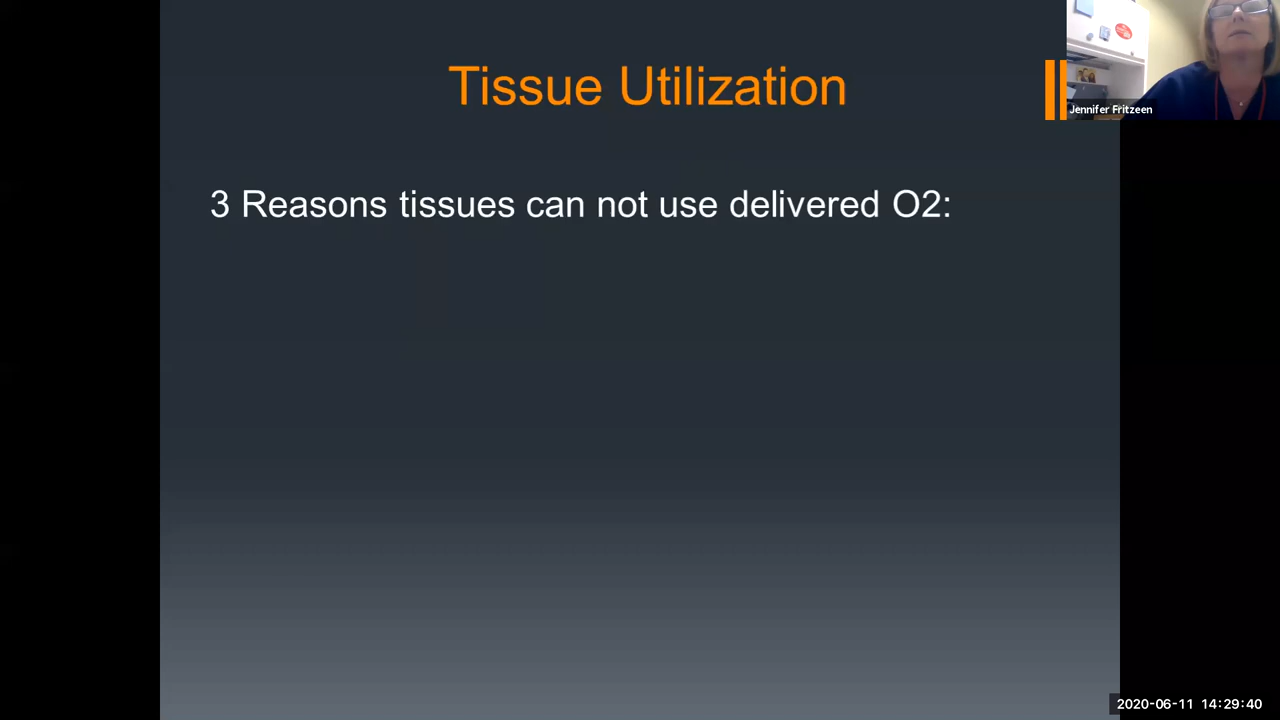 Tissue Utilization
Jennifer Fritzeen
3 Reasons tissues can not use delivered O2:
2020-06-11 14:29:40